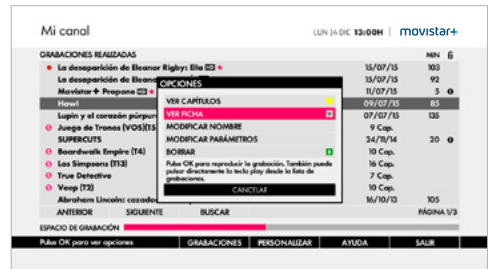 Mi canal
LUN 14 DIC 13:00H
movistar+
GRABACIONES REALIZADAS
MIN
La desaparición de Eleanor Rigby: Ella HD
15/07/15 103
La desaparición de Eleano
15/07/15 92
Movistar+ Propone HD
11/07/15 5
Howl
09/07/15 85
Lupin y el corazón púrpur
07/07/15 135
Juego de Tronos (VOS)(T5
9 Cap.
SUPERCUTS
24/11/14 20
Boardwalk Empire (T4)
10 Cap.
Los Simpsons (T13)
16 Cap.
True Detective
7 Cap.
Veep (T2)
10 Cap.
Abraham Lincoln: cazador
16/10/13 105
OPCIONES
VER CAPÍTULOS
VER FICHA
MODIFICAR NOMBRE
MODIFICAR PARÁMETROS
BORRAR
Pulse OK para reproducir la grabación. También puede
pulsar directamente la tecla play desde la lista de
grabaciones.
CANCELAR
ANTERIOR SIGUIENTE BUSCAR PÁGINA 1/3
ESPACIO DE GRABACIÓN
Pulse OK para ver opciones GRABACIONES PERSONALIZAR AYUDA SALIR